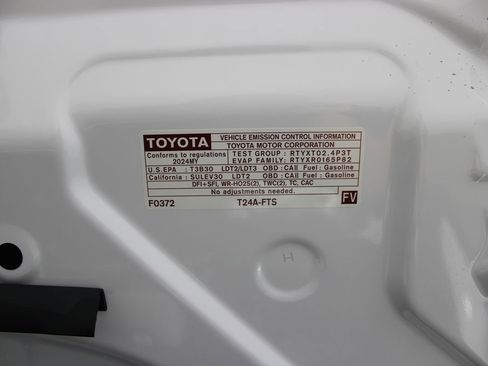 TOYOTA
VEHICLE EMISSION CONTROL INFORMATION
TOYOTA MOTOR CORPORATION
Conforms to regulations
2024MY
TEST GROUP : RTYXT02.4P3T
EVAP FAMILY: RTYXR0165P82
U.S.EPA : T3B30 LDT2/LDT3 OBD : CAII Fuel : Gasoline
California : SULEV30 LDT2 OBD : CAII Fuel : Gasoline
DFI+SFI, WR-HO2S(2), TWC(2), TC, CAC
No adjustments needed.
F0372 T24A-FTS FV
H